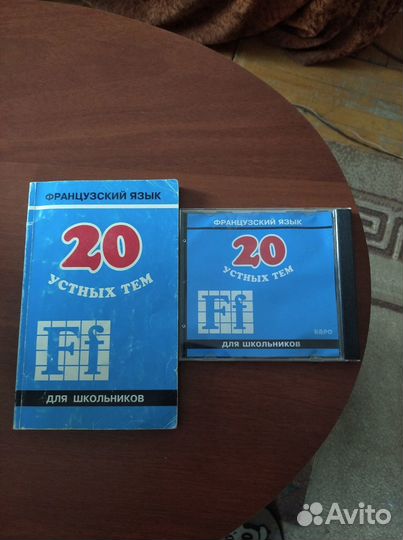 ФРАНЦУЗСКИЙ ЯЗЫК
20
УСТНЫХ ТЕМ
Ff
ДЛЯ ШКОЛЬНИКОВ
ФРАНЦУЗСКИЙ ЯЗЫК
20
УСТНЫХ ТЕМ
Ff
КАРО
ДЛЯ ШКОЛЬНИКОВ
Avito